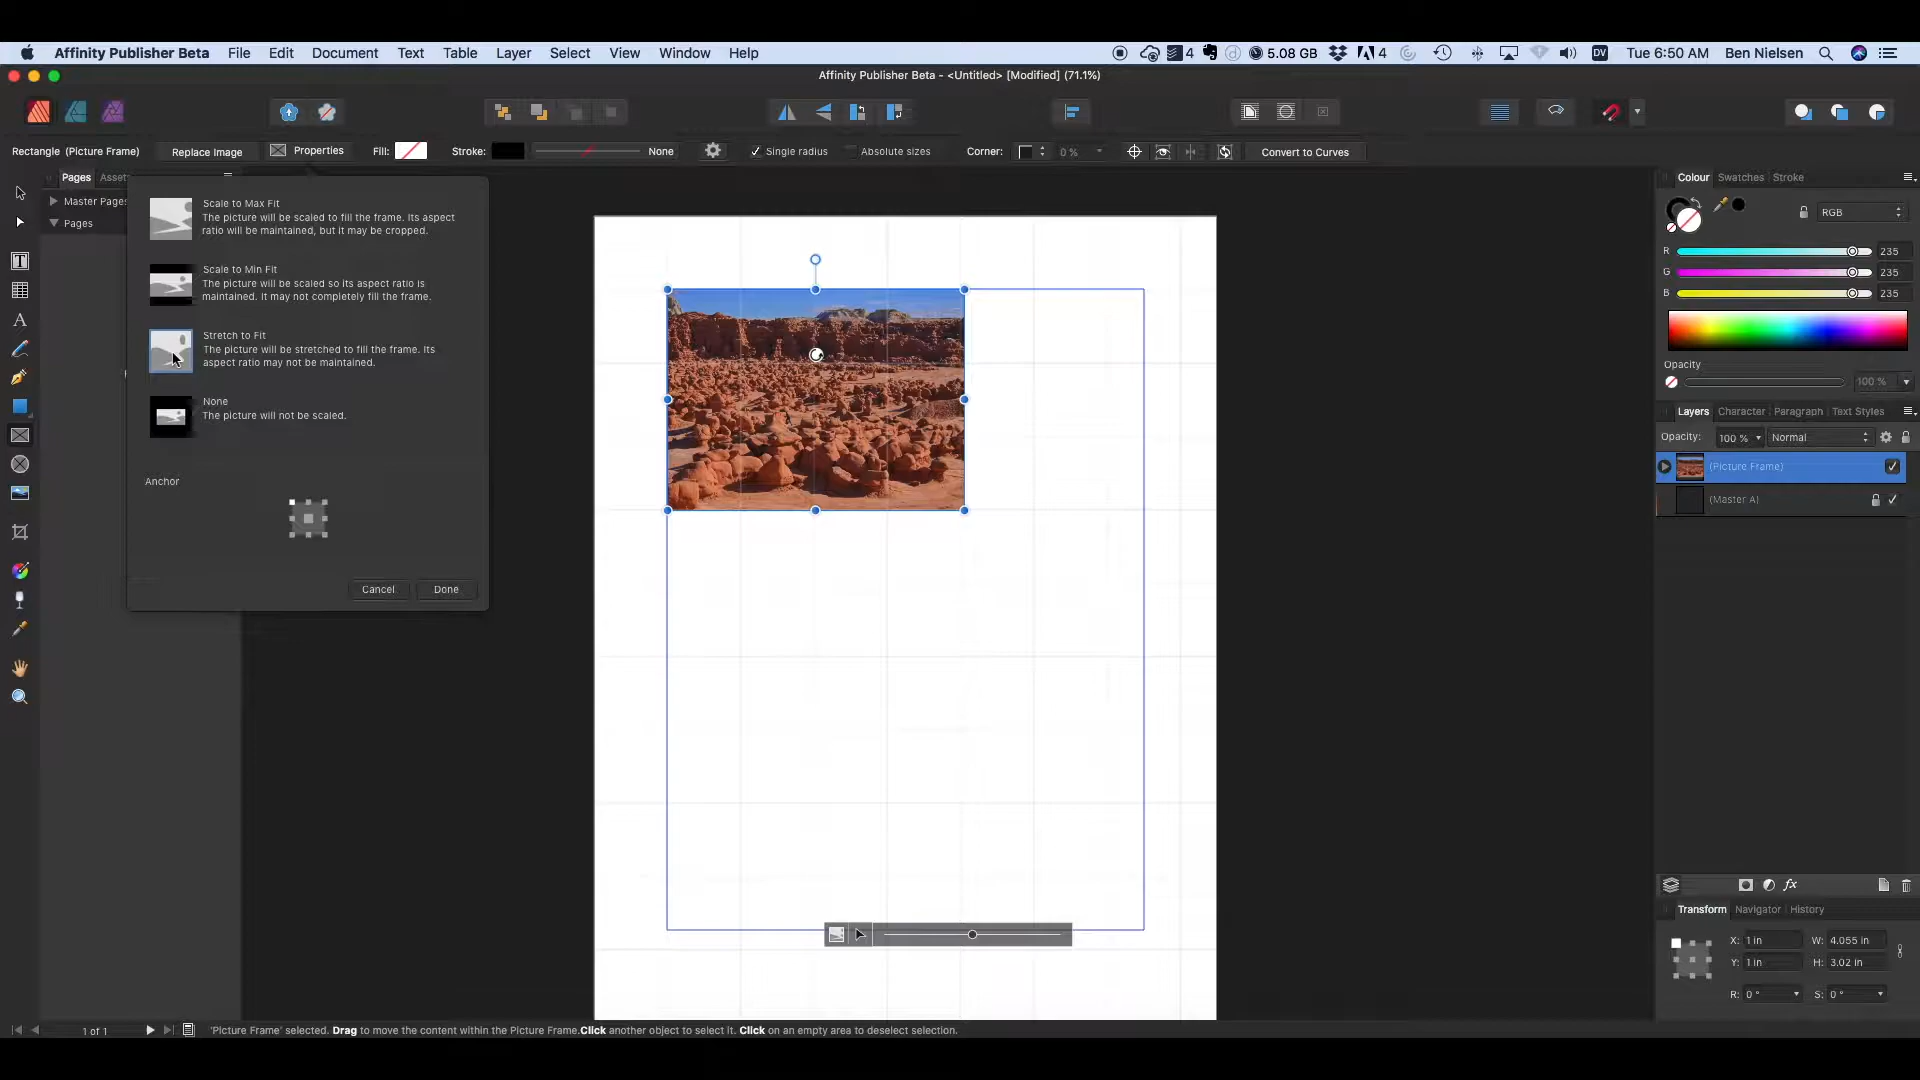 Affinity Publisher Beta File Edit Document Text Table Layer Select View Window Help 4 5.08 GB 4 DV Tue 6:50 AM Ben Nielsen
Affinity Publisher Beta - <Untitled> [Modified] (71.1%)
Rectangle (Picture Frame) Replace Image Properties Fill: Stroke: None Single radius Absolute sizes Corner: 0 % Convert to Curves
Pages Assets
Master Pages
Pages
Scale to Max Fit
The picture will be scaled to fill the frame. Its aspect
ratio will be maintained, but it may be cropped.
Scale to Min Fit
The picture will be scaled so its aspect ratio is
maintained. It may not completely fill the frame.
Stretch to Fit
The picture will be stretched to fill the frame. Its
aspect ratio may not be maintained.
None
The picture will not be scaled.
Anchor
Cancel Done
Colour Swatches Stroke
RGB
R 235
G 235
B 235
Opacity
100 %
Layers Character Paragraph Text Styles
Opacity: 100 % Normal
(Picture Frame)
(Master A)
fx
Transform Navigator History
X: 1 in W: 4.055 in
Y: 1 in H: 3.02 in
R: 0 ° S: 0 °
1 of 1 'Picture Frame' selected. Drag to move the content within the Picture Frame.Click another object to select it. Click on an empty area to deselect selection.